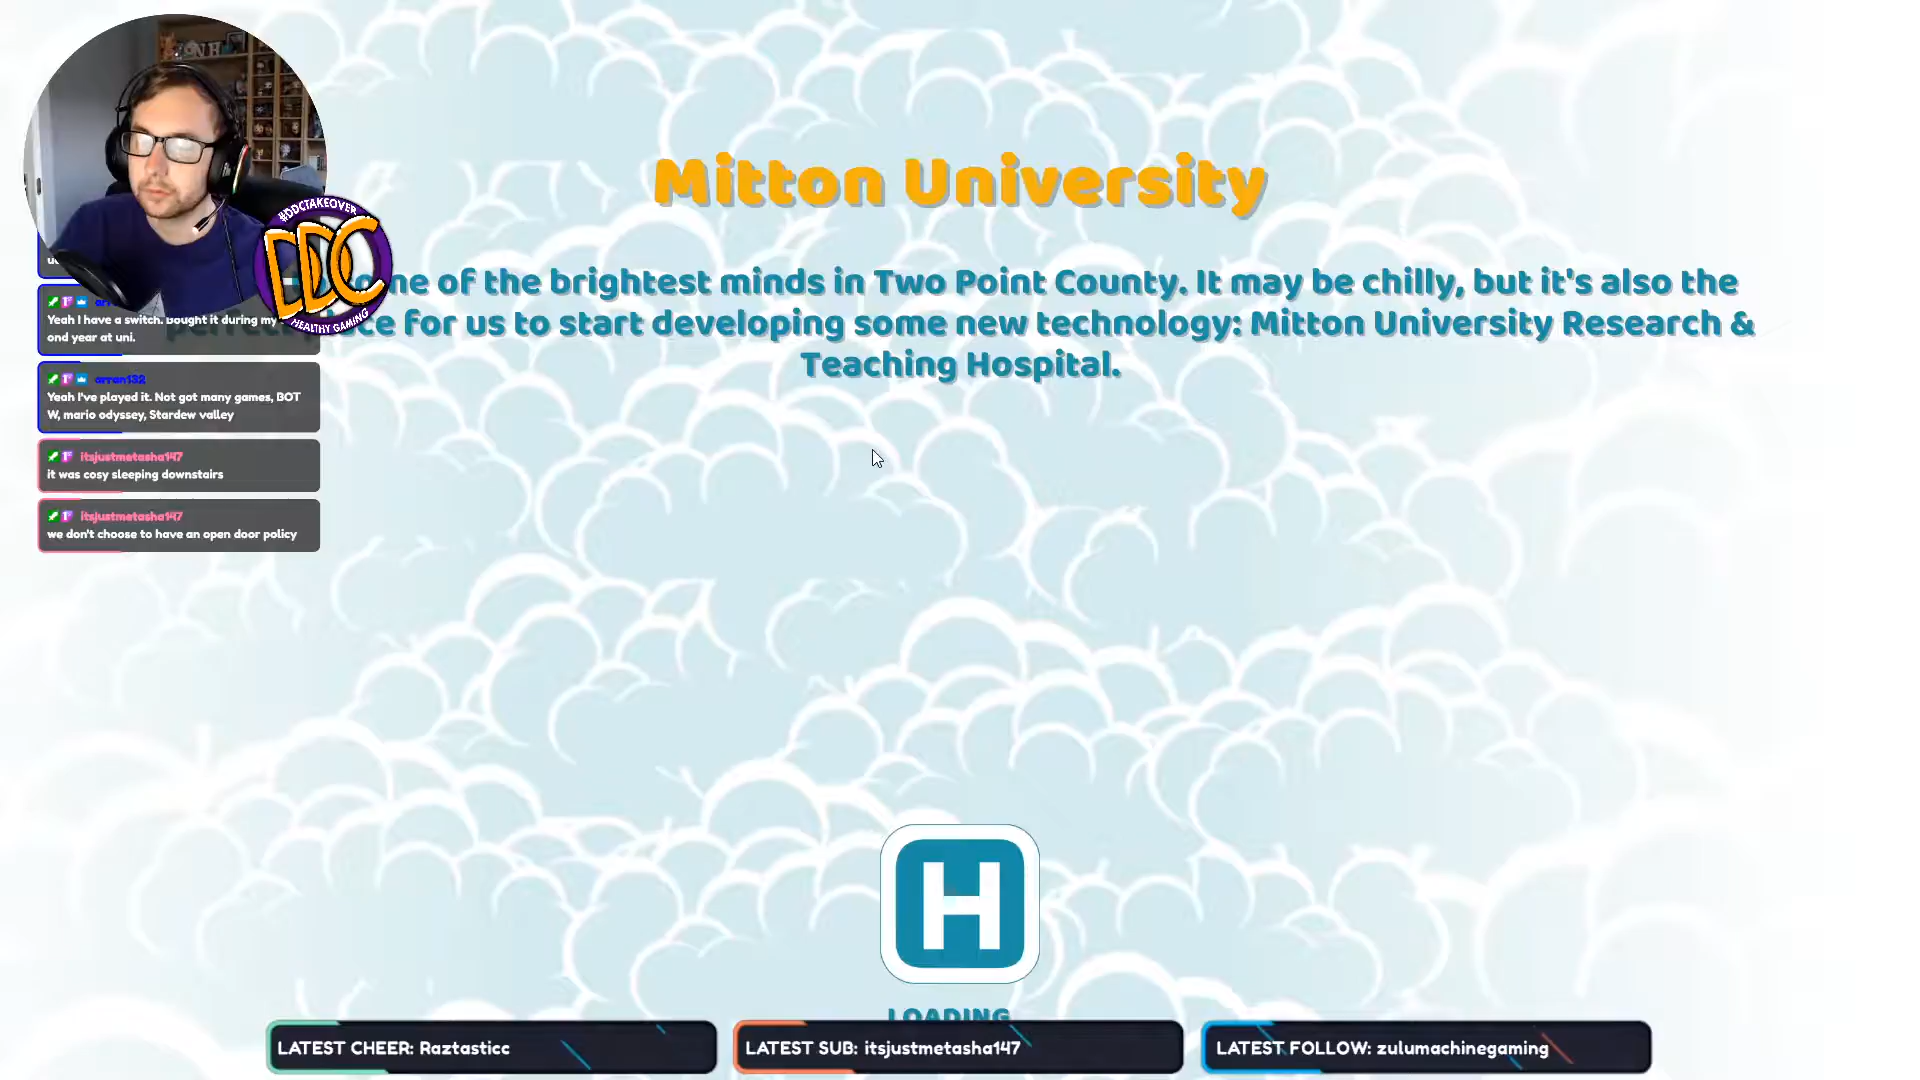 NH
Mitton University
#DDCTAKEOVER
DDC
HEALTHY GAMING
ne of the brightest minds in Two Point County. It may be chilly, but it's also the
ce for us to start developing some new technology: Mitton University Research &
Teaching Hospital.
Yeah I have a switch. Bought it during my
ond year at uni.
arran132
Yeah I've played it. Not got many games, BOT
W, mario odyssey, Stardew valley
itsjustmetasha147
it was cosy sleeping downstairs
itsjustmetasha147
we don't choose to have an open door policy
H
LOADING
LATEST CHEER: Raztasticc
LATEST SUB: itsjustmetasha147
LATEST FOLLOW: zulumachinegaming